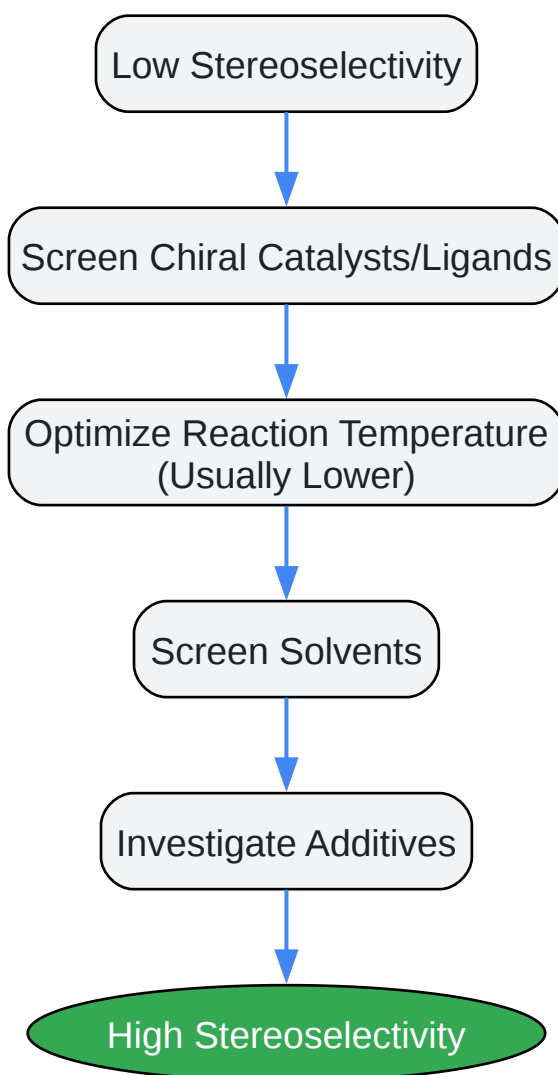 Low Stereoselectivity
Screen Chiral Catalysts/Ligands
Optimize Reaction Temperature
(Usually Lower)
Screen Solvents
Investigate Additives
High Stereoselectivity